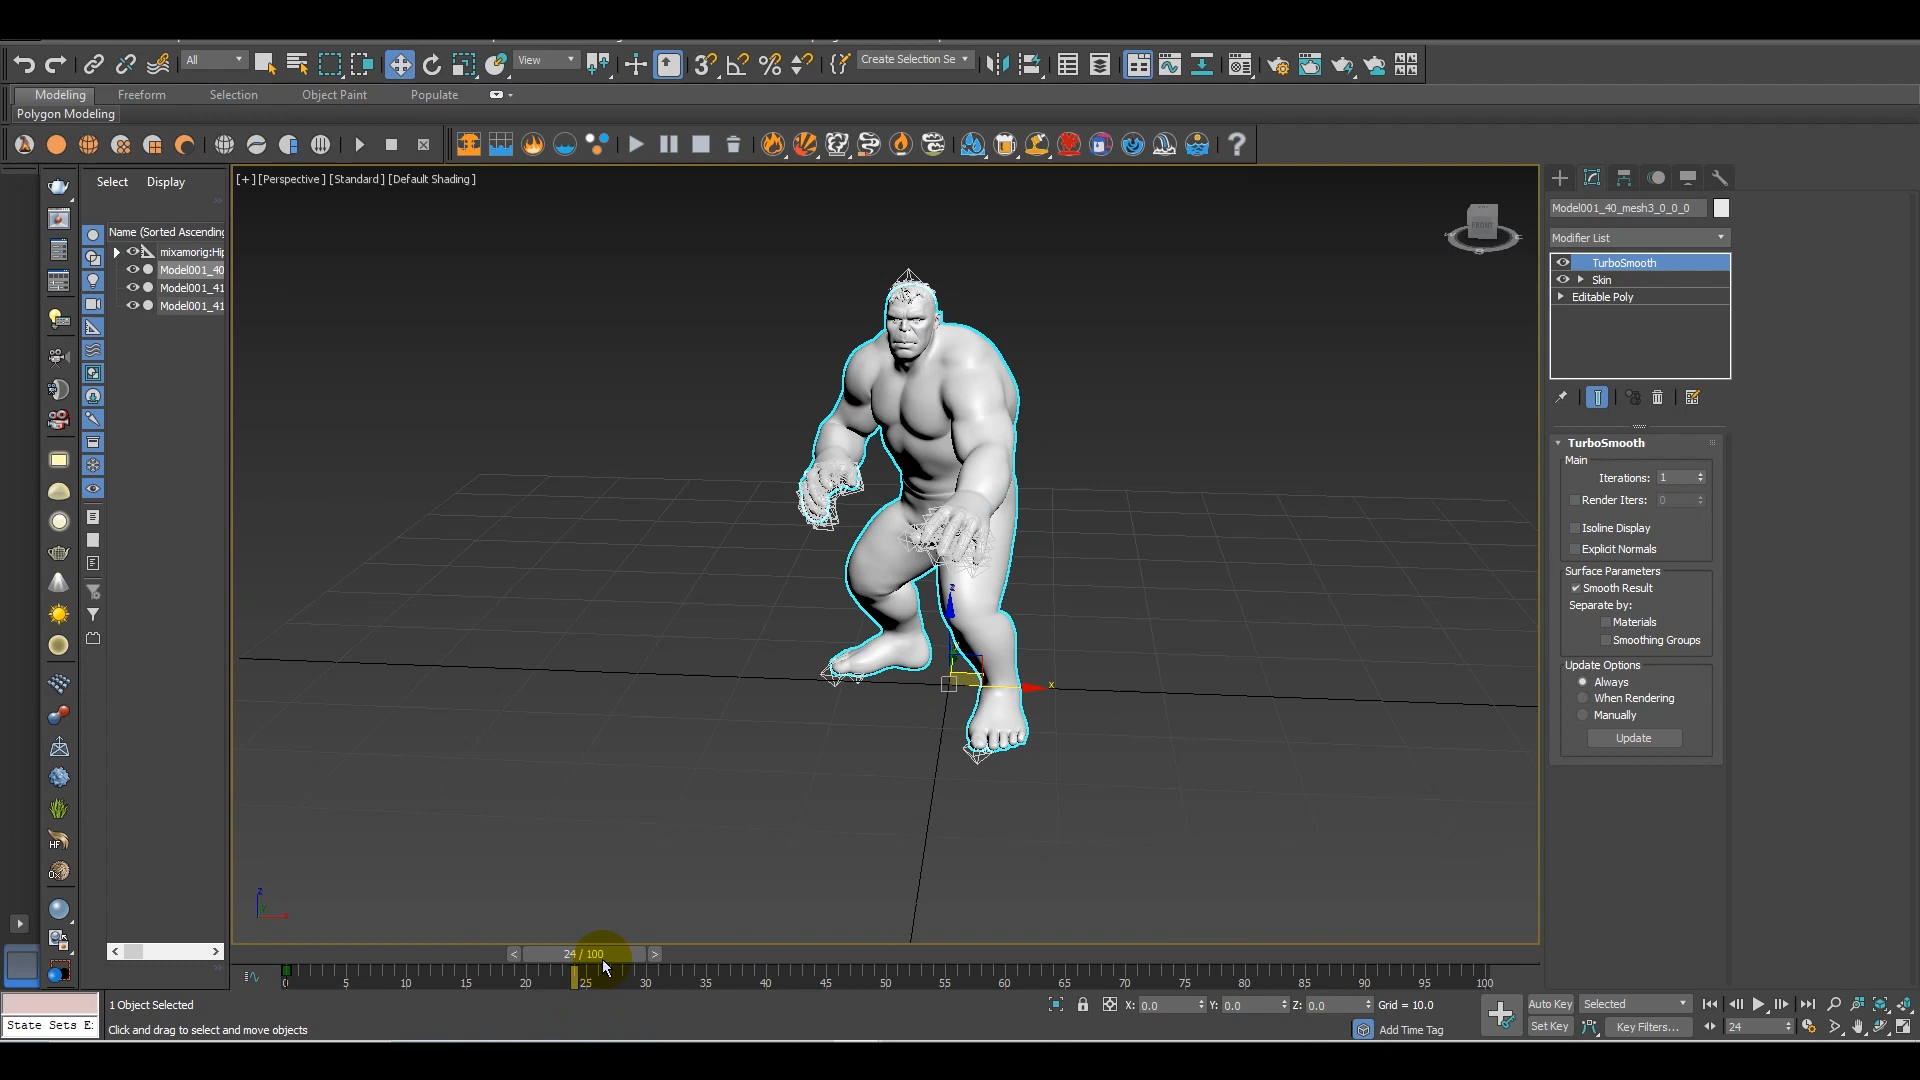 All
View
Create Selection Se
Modeling Freeform Selection Object Paint Populate
Polygon Modeling
Select Display
[+] [Perspective ] [Standard ] [Default Shading ]
Name (Sorted Ascending
mixamorig:Hi
Model001_40
Model001_41
Model001_41
FRONT
Model001_40_mesh3_0_0_0
Modifier List
TurboSmooth
Skin
Editable Poly
TurboSmooth
Main
Iterations: 1
Render Iters: 0
Isoline Display
Explicit Normals
Surface Parameters
Smooth Result
Separate by:
Materials
Smoothing Groups
Update Options
Always
When Rendering
Manually
Update
z
x
z
HF
< 24 / 100 >
0 5 10 15 20 25 30 35 40 45 50 55 60 65 70 75 80 85 90 95 100
1 Object Selected
X: 0.0 Y: 0.0 Z: 0.0 Grid = 10.0
Auto Key Selected
State Sets E:
Click and drag to select and move objects
Add Time Tag
Set Key Key Filters... 24